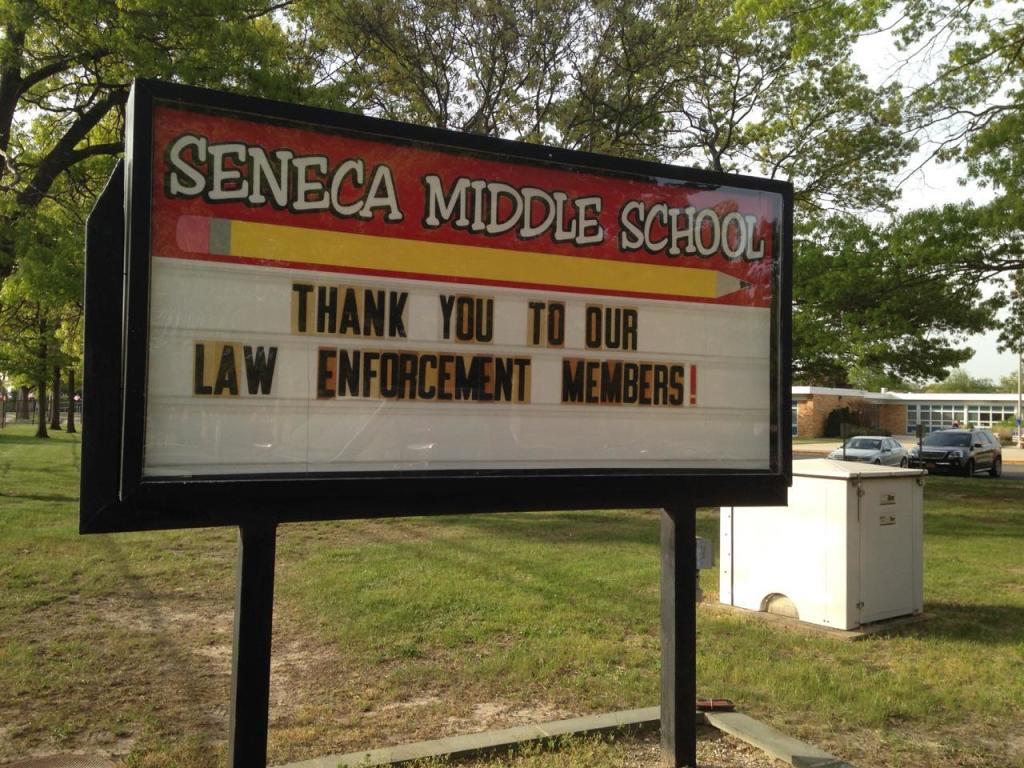 SENECA MIDDLE SCHOOL
THANK YOU TO OUR
LAW ENFORCEMENT MEMBERS!